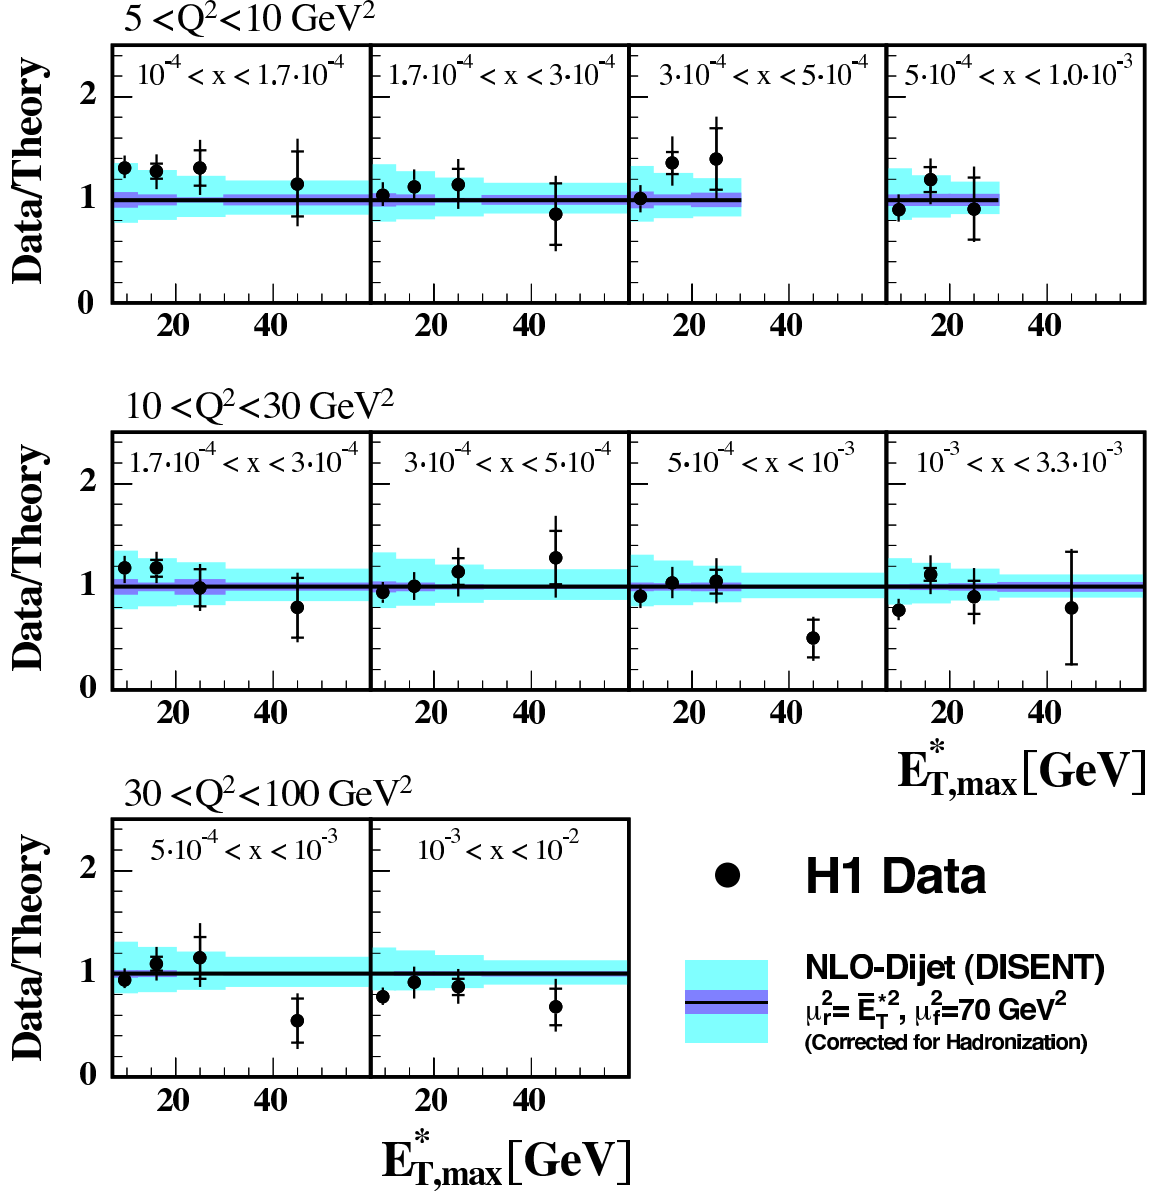 5 <Q²<10 GeV²
Data/Theory
10⁻⁴ < x < 1.7·10⁻⁴
1.7·10⁻⁴ < x < 3·10⁻⁴
3·10⁻⁴ < x < 5·10⁻⁴
5·10⁻⁴ < x < 1.0·10⁻³
2
1
0
20 40 20 40 20 40 20 40
10 <Q²<30 GeV²
Data/Theory
1.7·10⁻⁴ < x < 3·10⁻⁴
3·10⁻⁴ < x < 5·10⁻⁴
5·10⁻⁴ < x < 10⁻³
10⁻³ < x < 3.3·10⁻³
2
1
0
20 40 20 40 20 40 20 40
E*T,max [GeV]
30 <Q²<100 GeV²
Data/Theory
5·10⁻⁴ < x < 10⁻³
10⁻³ < x < 10⁻²
2
1
0
20 40 20 40
E*T,max [GeV]
H1 Data
NLO-Dijet (DISENT)
μr²= E̅T*², μf²=70 GeV²
(Corrected for Hadronization)